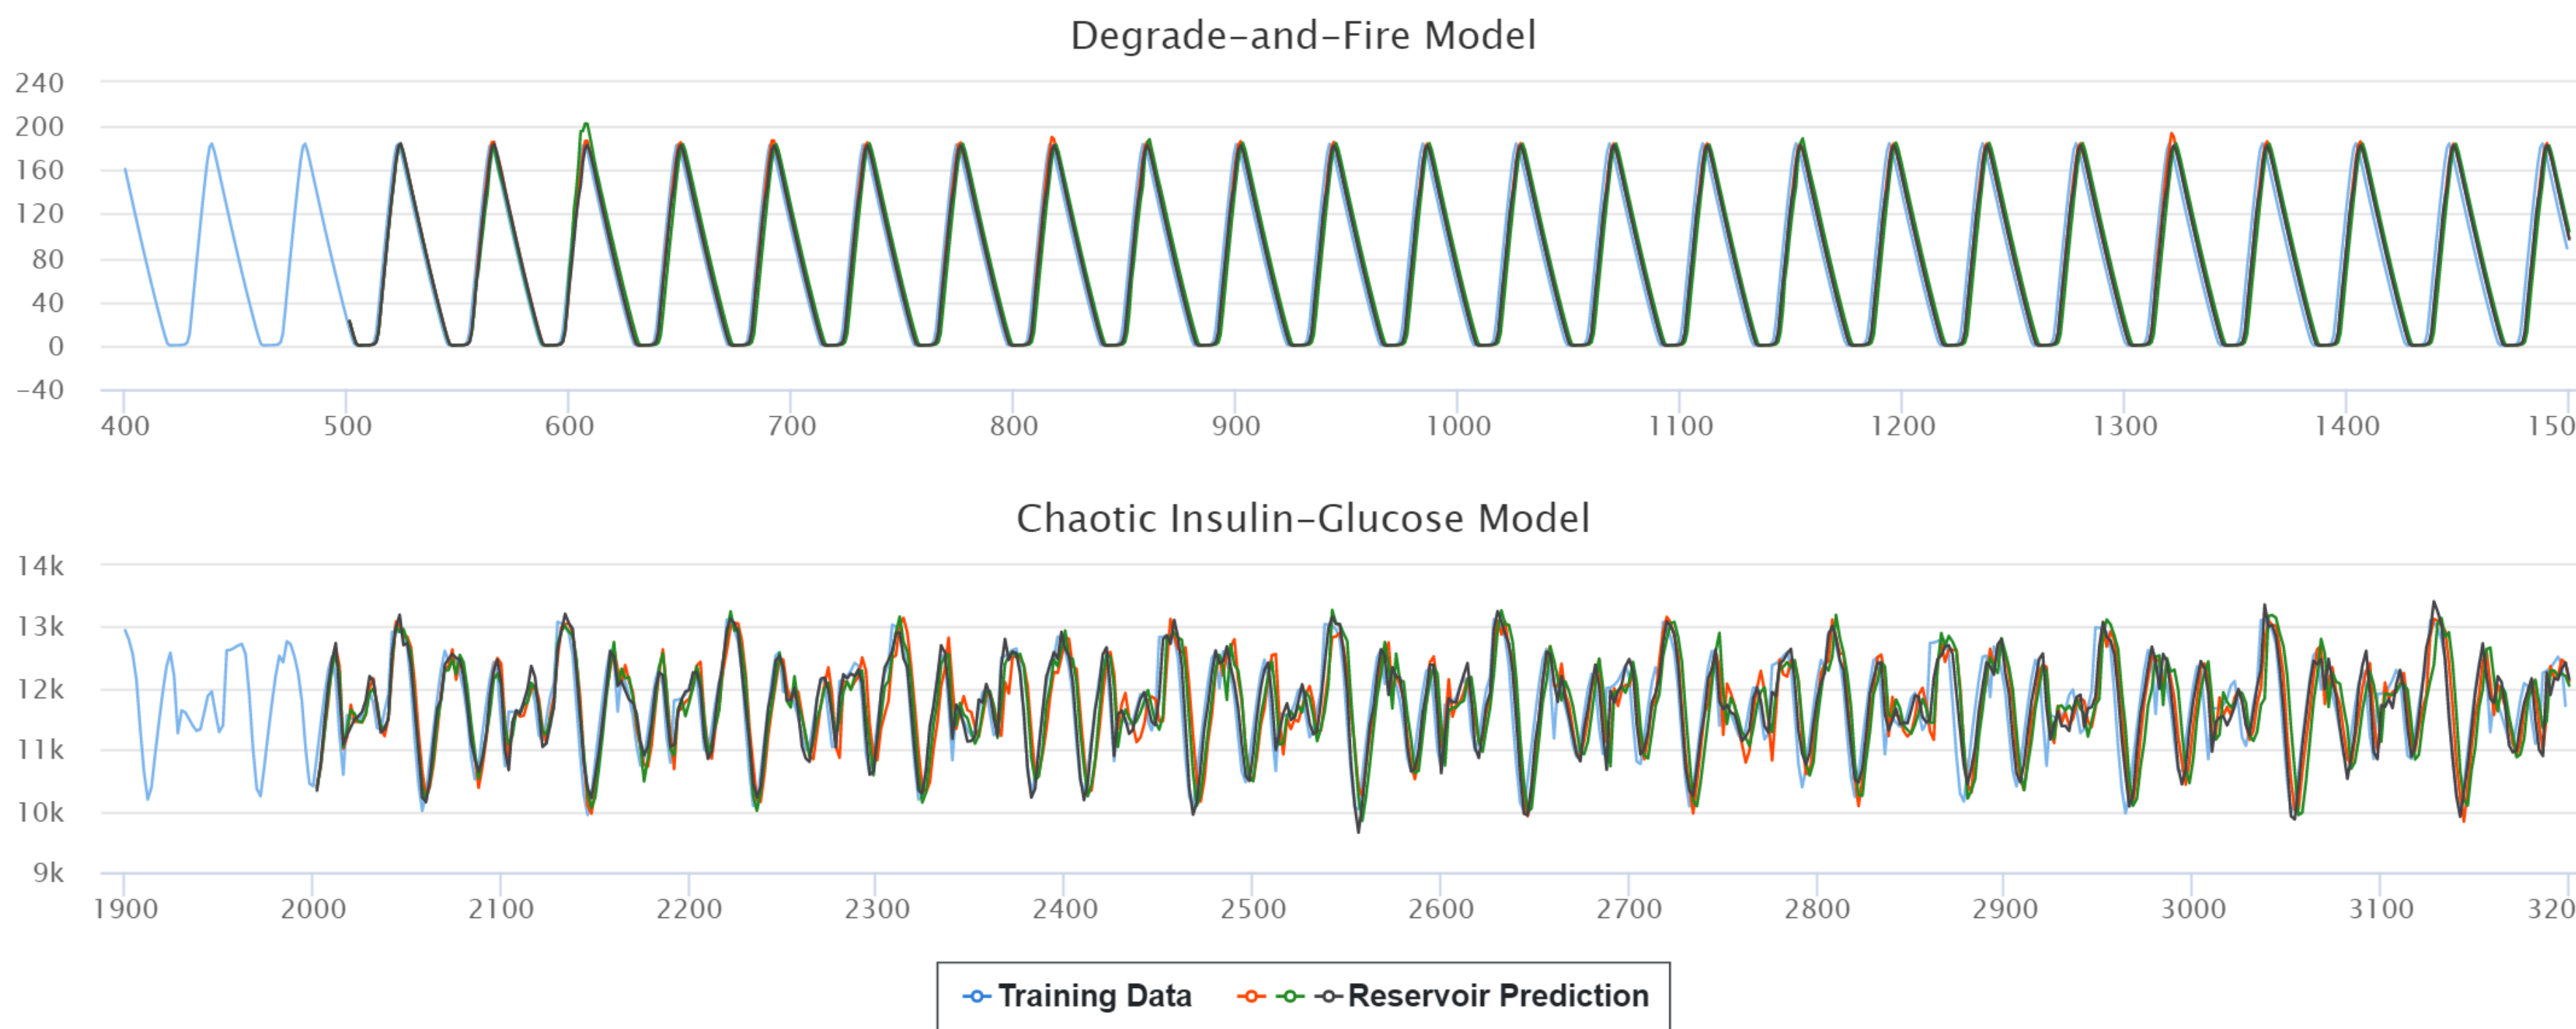 Degrade-and-Fire Model
240
200
160
120
80
40
0
-40
400 500 600 700 800 900 1000 1100 1200 1300 1400 150
Chaotic Insulin-Glucose Model
14k
13k
12k
11k
10k
9k
1900 2000 2100 2200 2300 2400 2500 2600 2700 2800 2900 3000 3100 320
Training Data Reservoir Prediction